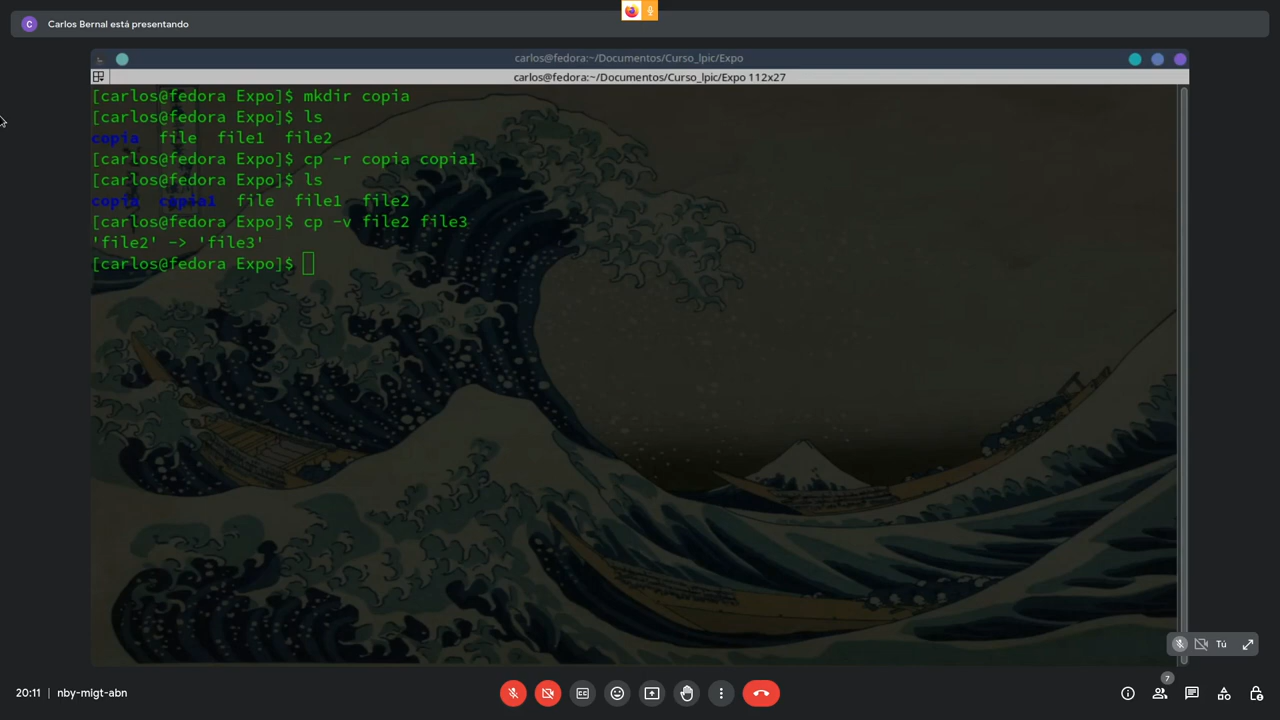 C Carlos Bernal está presentando
carlos@fedora:~/Documentos/Curso_lpic/Expo
carlos@fedora:~/Documentos/Curso_lpic/Expo 112x27
[carlos@fedora Expo]$ mkdir copia
[carlos@fedora Expo]$ ls
copia file file1 file2
[carlos@fedora Expo]$ cp -r copia copia1
[carlos@fedora Expo]$ ls
copia copia1 file file1 file2
[carlos@fedora Expo]$ cp -v file2 file3
'file2' -> 'file3'
[carlos@fedora Expo]$
Tú
20:11 | nby-migt-abn
CC
7